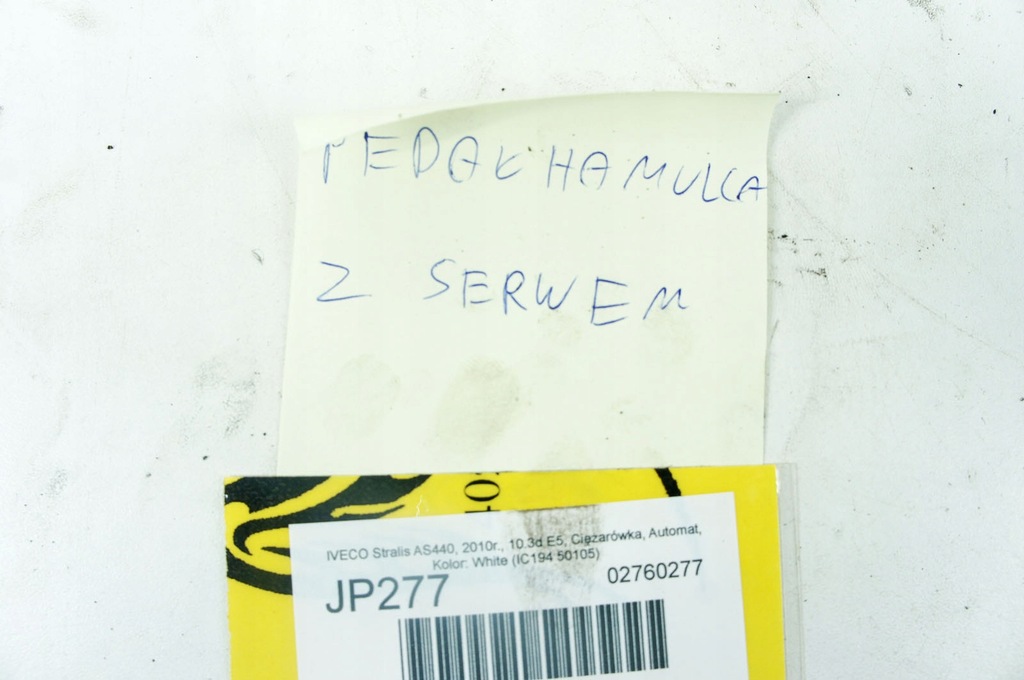 PEDAŁ HAMULCA
Z SERWEM
IVECO Stralis AS440, 2010r., 10.3d E5, Ciężarówka, Automat,
Kolor: White (IC194 50105)
JP277
02760277